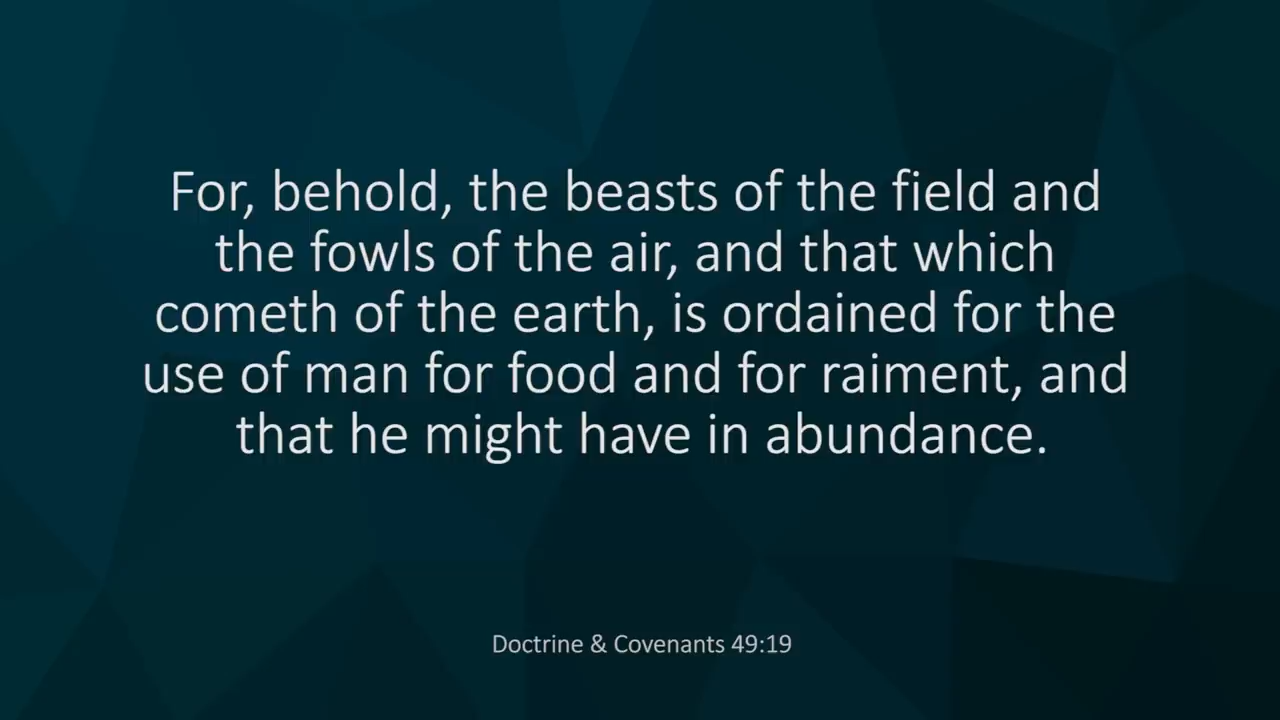 For, behold, the beasts of the field and
the fowls of the air, and that which
cometh of the earth, is ordained for the
use of man for food and for raiment, and
that he might have in abundance.
Doctrine & Covenants 49:19